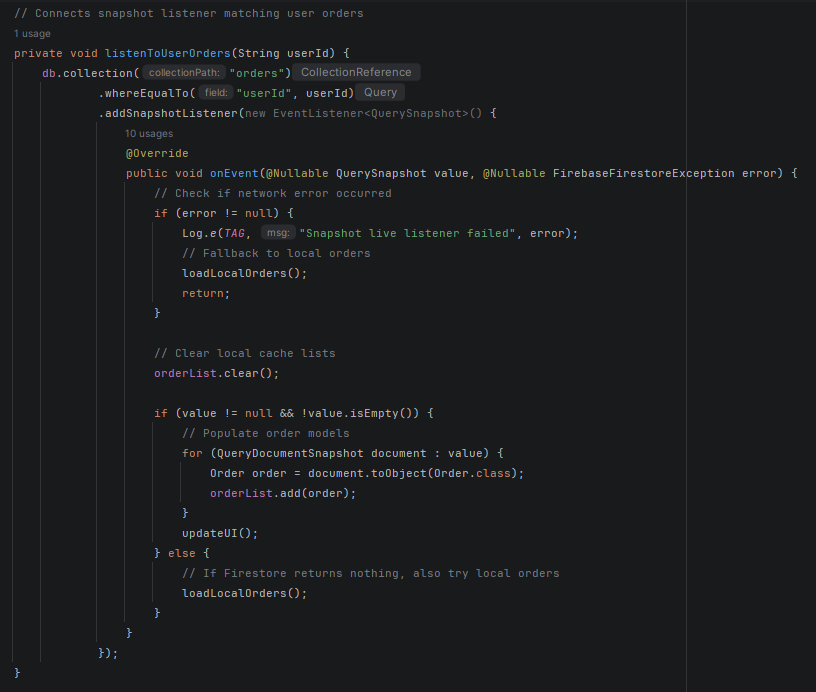 // Connects snapshot listener matching user orders
1 usage
private void listenToUserOrders(String userId) {
db.collection( collectionPath: "orders") CollectionReference
.whereEqualTo( field: "userId", userId) Query
.addSnapshotListener(new EventListener<QuerySnapshot>() {
10 usages
@Override
public void onEvent(@Nullable QuerySnapshot value, @Nullable FirebaseFirestoreException error) {
// Check if network error occurred
if (error != null) {
Log.e(TAG, msg: "Snapshot live listener failed", error);
// Fallback to local orders
loadLocalOrders();
return;
}
// Clear local cache lists
orderList.clear();
if (value != null && !value.isEmpty()) {
// Populate order models
for (QueryDocumentSnapshot document : value) {
Order order = document.toObject(Order.class);
orderList.add(order);
}
updateUI();
} else {
// If Firestore returns nothing, also try local orders
loadLocalOrders();
}
}
});
}